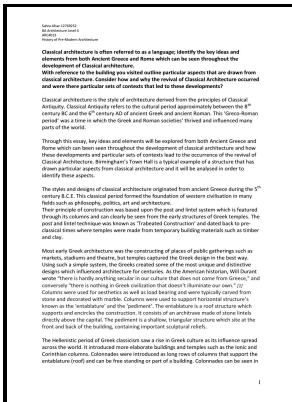 Sahra Afsar 12769252
BA Architecture Level 4
ARC4011
History of Pre-Modern Architecture
Classical architecture is often referred to as a language; identify the key ideas and
elements from both Ancient Greece and Rome which can be seen throughout the
development of Classical architecture.
With reference to the building you visited outline particular aspects that are drawn from
classical architecture. Consider how and why the revival of Classical Architecture occurred
and were there particular sets of contexts that led to these developments?
Classical architecture is the style of architecture derived from the principles of Classical
Antiquity. Classical Antiquity refers to the cultural period approximately between the 8th
century BC and the 6th century AD of ancient Greek and ancient Roman. This 'Greco-Roman
period' was a time in which the Greek and Roman societies' thrived and influenced many
parts of the world.
Through this essay, key ideas and elements will be explored from both Ancient Greece and
Rome which can been seen throughout the development of classical architecture and how
these developments and particular sets of context lead to the occurrence of the revival of
Classical Architecture. Birmingham's Town Hall is a typical example of a structure that has
drawn particular aspects from classical architecture and it will be analysed in order to
identify these aspects.
The styles and designs of classical architecture originated from ancient Greece during the 5th
century B.C.E. This classical period formed the foundation of western civilisation in many
fields such as philosophy, politics, art and architecture.
Their principle of construction was based upon the post and lintel system which is featured
through its columns and can clearly be seen from the early structures of Greek temples. The
post and lintel technique was known as 'Trabeated Construction' and dated back to pre-
classical times where temples were made from temporary building materials such as timber
and clay.
Most early Greek architecture was the constructing of places of public gatherings such as
markets, stadiums and theatre, but temples captured the Greek design in the best way.
Using such a simple system, the Greeks created some of the most unique and distinctive
designs which influenced architecture for centuries. As the American historian, Will Durant
wrote "there is hardly anything secular in our culture that does not come from Greece," and
conversely "there is nothing in Greek civilization that doesn't illuminate our own." [1]
Columns were used for aesthetics as well as load bearing and were typically carved from
stone and decorated with marble. Columns were used to support horizontal structure's
known as the 'entablature' and the 'pediment'. The entablature is a roof structure which
supports and encircles the construction. It consists of an architrave made of stone lintels
directly above the capital. The pediment is a shallow, triangular structure which site at the
front and back of the building, containing important sculptural reliefs.
The Hellenistic period of Greek classicism saw a rise in Greek culture as its influence spread
across the world. It introduced more elaborate buildings and temples such as the Ionic and
Corinthian columns. Colonnades were introduced as long rows of columns that support the
entablature (roof) and can be free standing or part of a building. Colonnades can be seen in
1